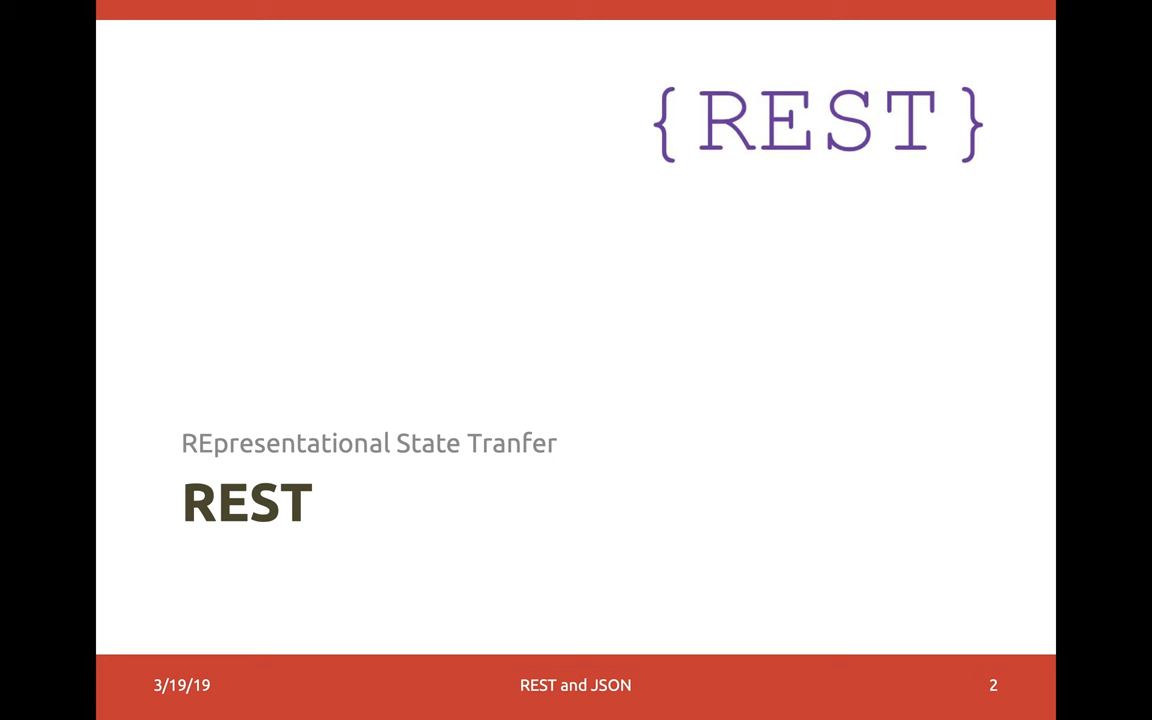 {REST}
REpresentational State Tranfer
REST
3/19/19 REST and JSON 2